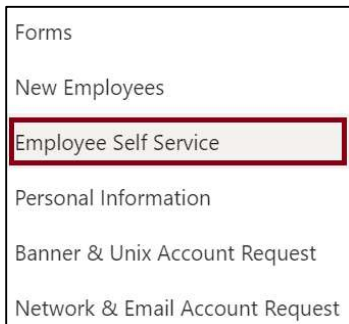 Forms
New Employees
Employee Self Service
Personal Information
Banner & Unix Account Request
Network & Email Account Request